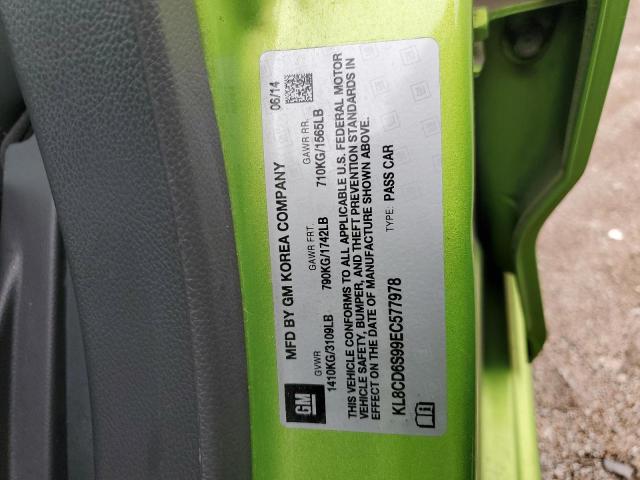 GM
MFD BY GM KOREA COMPANY 06/14
GVWR GAWR FRT. GAWR RR.
1410KG/3109LB 790KG/1742LB 710KG/1565LB
THIS VEHICLE CONFORMS TO ALL APPLICABLE U.S. FEDERAL MOTOR
VEHICLE SAFETY, BUMPER, AND THEFT PREVENTION STANDARDS IN
EFFECT ON THE DATE OF MANUFACTURE SHOWN ABOVE.
KL8CD6S99EC577978 TYPE: PASS CAR